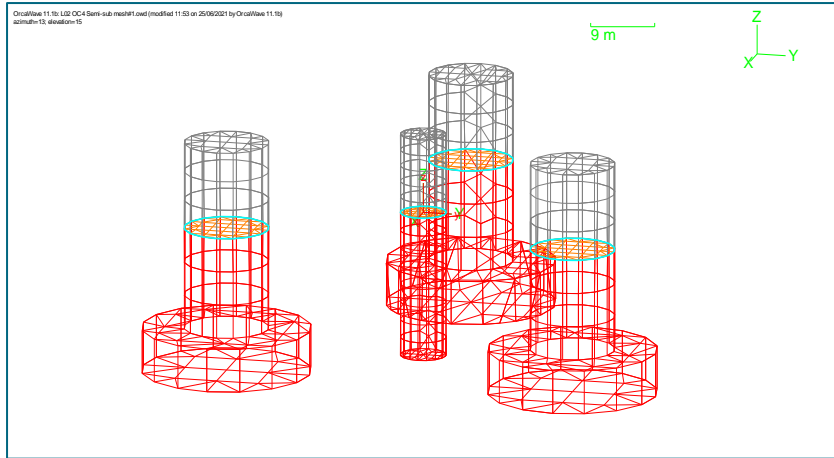 OrcaWave 11.1b: L02 OC4 Semi-sub mesh#1.owd (modified 11:53 on 25/06/2021 by OrcaWave 11.1b)
azimuth=13; elevation=15
9 m
Z
X
Y
Z
Y